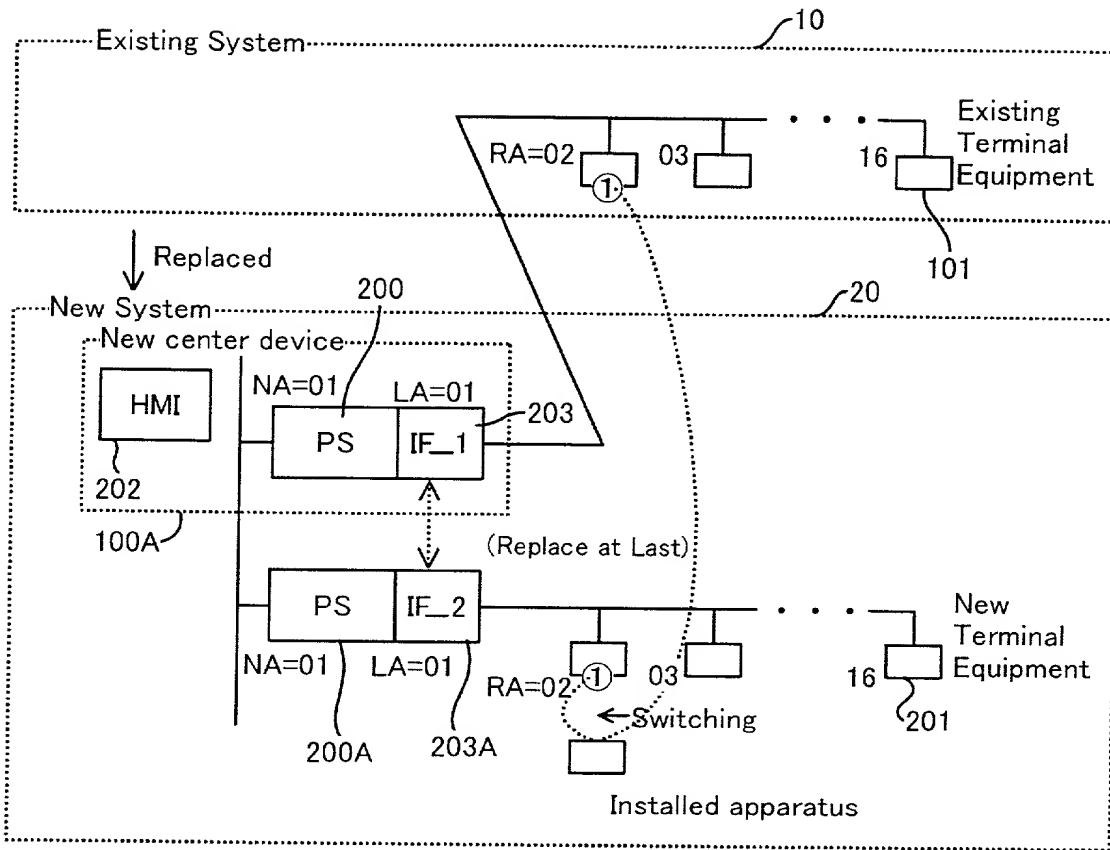 10
Existing System
RA=02
03
16
Existing
Terminal
Equipment
①
101
Replaced
20
New System
200
New center device
NA=01
LA=01
203
HMI
PS
IF_1
202
100A
(Replace at Last)
PS
IF_2
New
Terminal
Equipment
NA=01
LA=01
RA=02
①
03
16
201
Switching
200A
203A
Installed apparatus